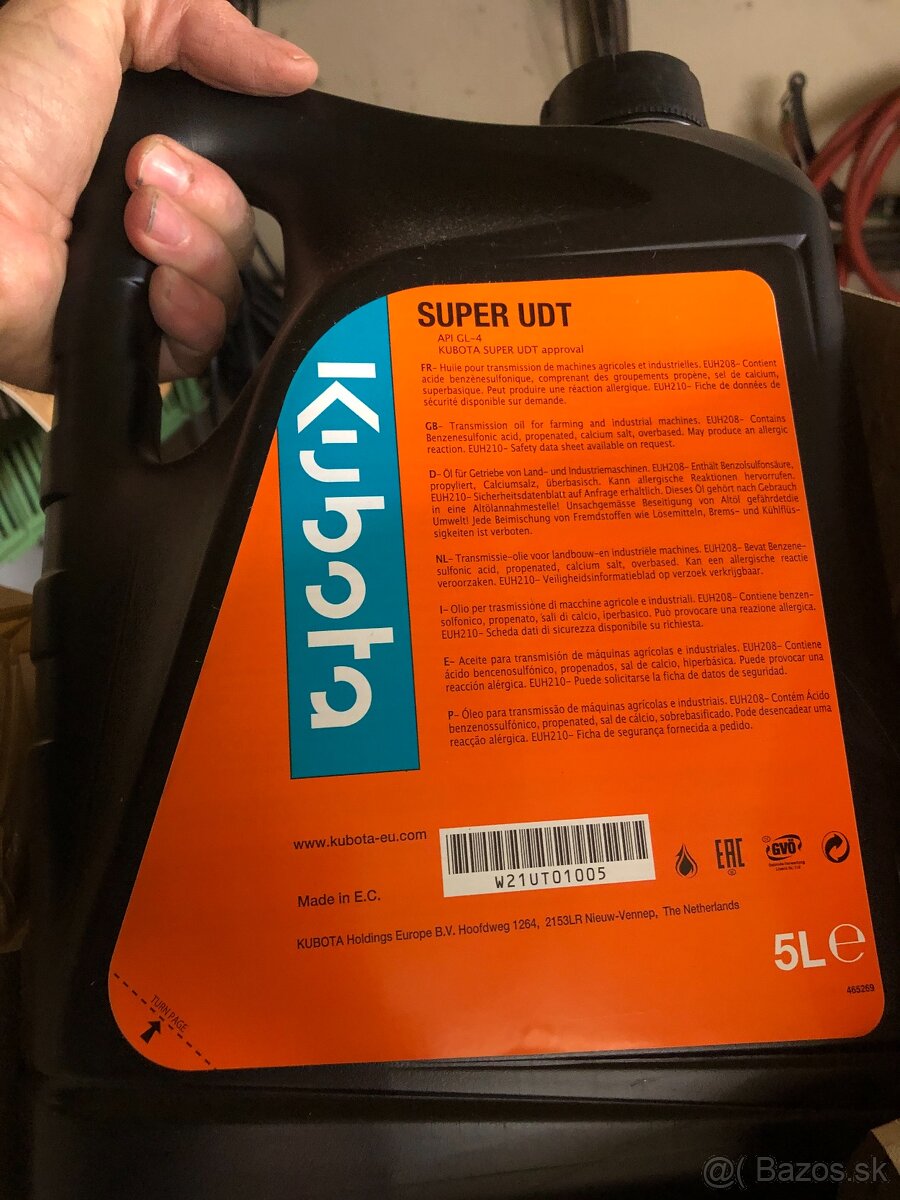 SUPER UDT
API GL-4
KUBOTA SUPER UDT approval
FR- Huile pour transmission de machines agricoles et industrielles. EUH208- Contient
acide benzènesulfonique, comprenant des groupements propène, sel de calcium,
superbasique. Peut produire une réaction allergique. EUH210- Fiche de données de
sécurité disponible sur demande.
GB- Transmission oil for farming and industrial machines. EUH208- Contains
Benzenesulfonic acid, propenated, calcium salt, overbased. May produce an allergic
reaction. EUH210- Safety data sheet available on request.
D- Öl für Getriebe von Land- und Industriemaschinen. EUH208- Enthält Benzolsulfonsäure,
propyliert, Calciumsalz, überbasisch. Kann allergische Reaktionen hervorrufen.
EUH210- Sicherheitsdatenblatt auf Anfrage erhältlich. Dieses Öl gehört nach Gebrauch
in eine Altölannahmestelle! Unsachgemässe Beseitigung von Altöl gefährdetdie
Umwelt! Jede Beimischung von Fremdstoffen wie Lösemitteln, Brems- und Kühlflüs-
sigkeiten ist verboten.
NL- Transmissie-olie voor landbouw-en industriële machines. EUH208- Bevat Benzene-
sulfonic acid, propenated, calcium salt, overbased. Kan een allergische reactie
veroorzaken. EUH210- Veiligheidsinformatieblad op verzoek verkrijgbaar.
I- Olio per trasmissióne di macchine agricole e industriali. EUH208- Contiene benzen-
solfonico, propenato, sali di calcio, iperbasico. Può provocare una reazione allergica.
EUH210- Scheda dati di sicurezza disponibile su richiesta.
E- Aceite para transmisión de máquinas agrícolas e industriales. EUH208- Contiene
ácido bencenosulfónico, propenados, sal de calcio, hiperbásica. Puede provocar una
reacción alérgica. EUH210- Puede solicitarse la ficha de datos de seguridad.
P- Óleo para transmissão de máquinas agrícolas e industriais. EUH208- Contém Ácido
benzenossulfónico, propenated, sal de cálcio, sobrebasificado. Pode desencadear uma
reacção alérgica. EUH210- Ficha de segurança fornecida a pedido.
Kubota
www.kubota-eu.com
W21UT01005
EAC
GVÖ
Made in E.C.
KUBOTA Holdings Europe B.V. Hoofdweg 1264, 2153LR Nieuw-Vennep, The Netherlands
5L e
465269
TURN PAGE
@( Bazos.sk